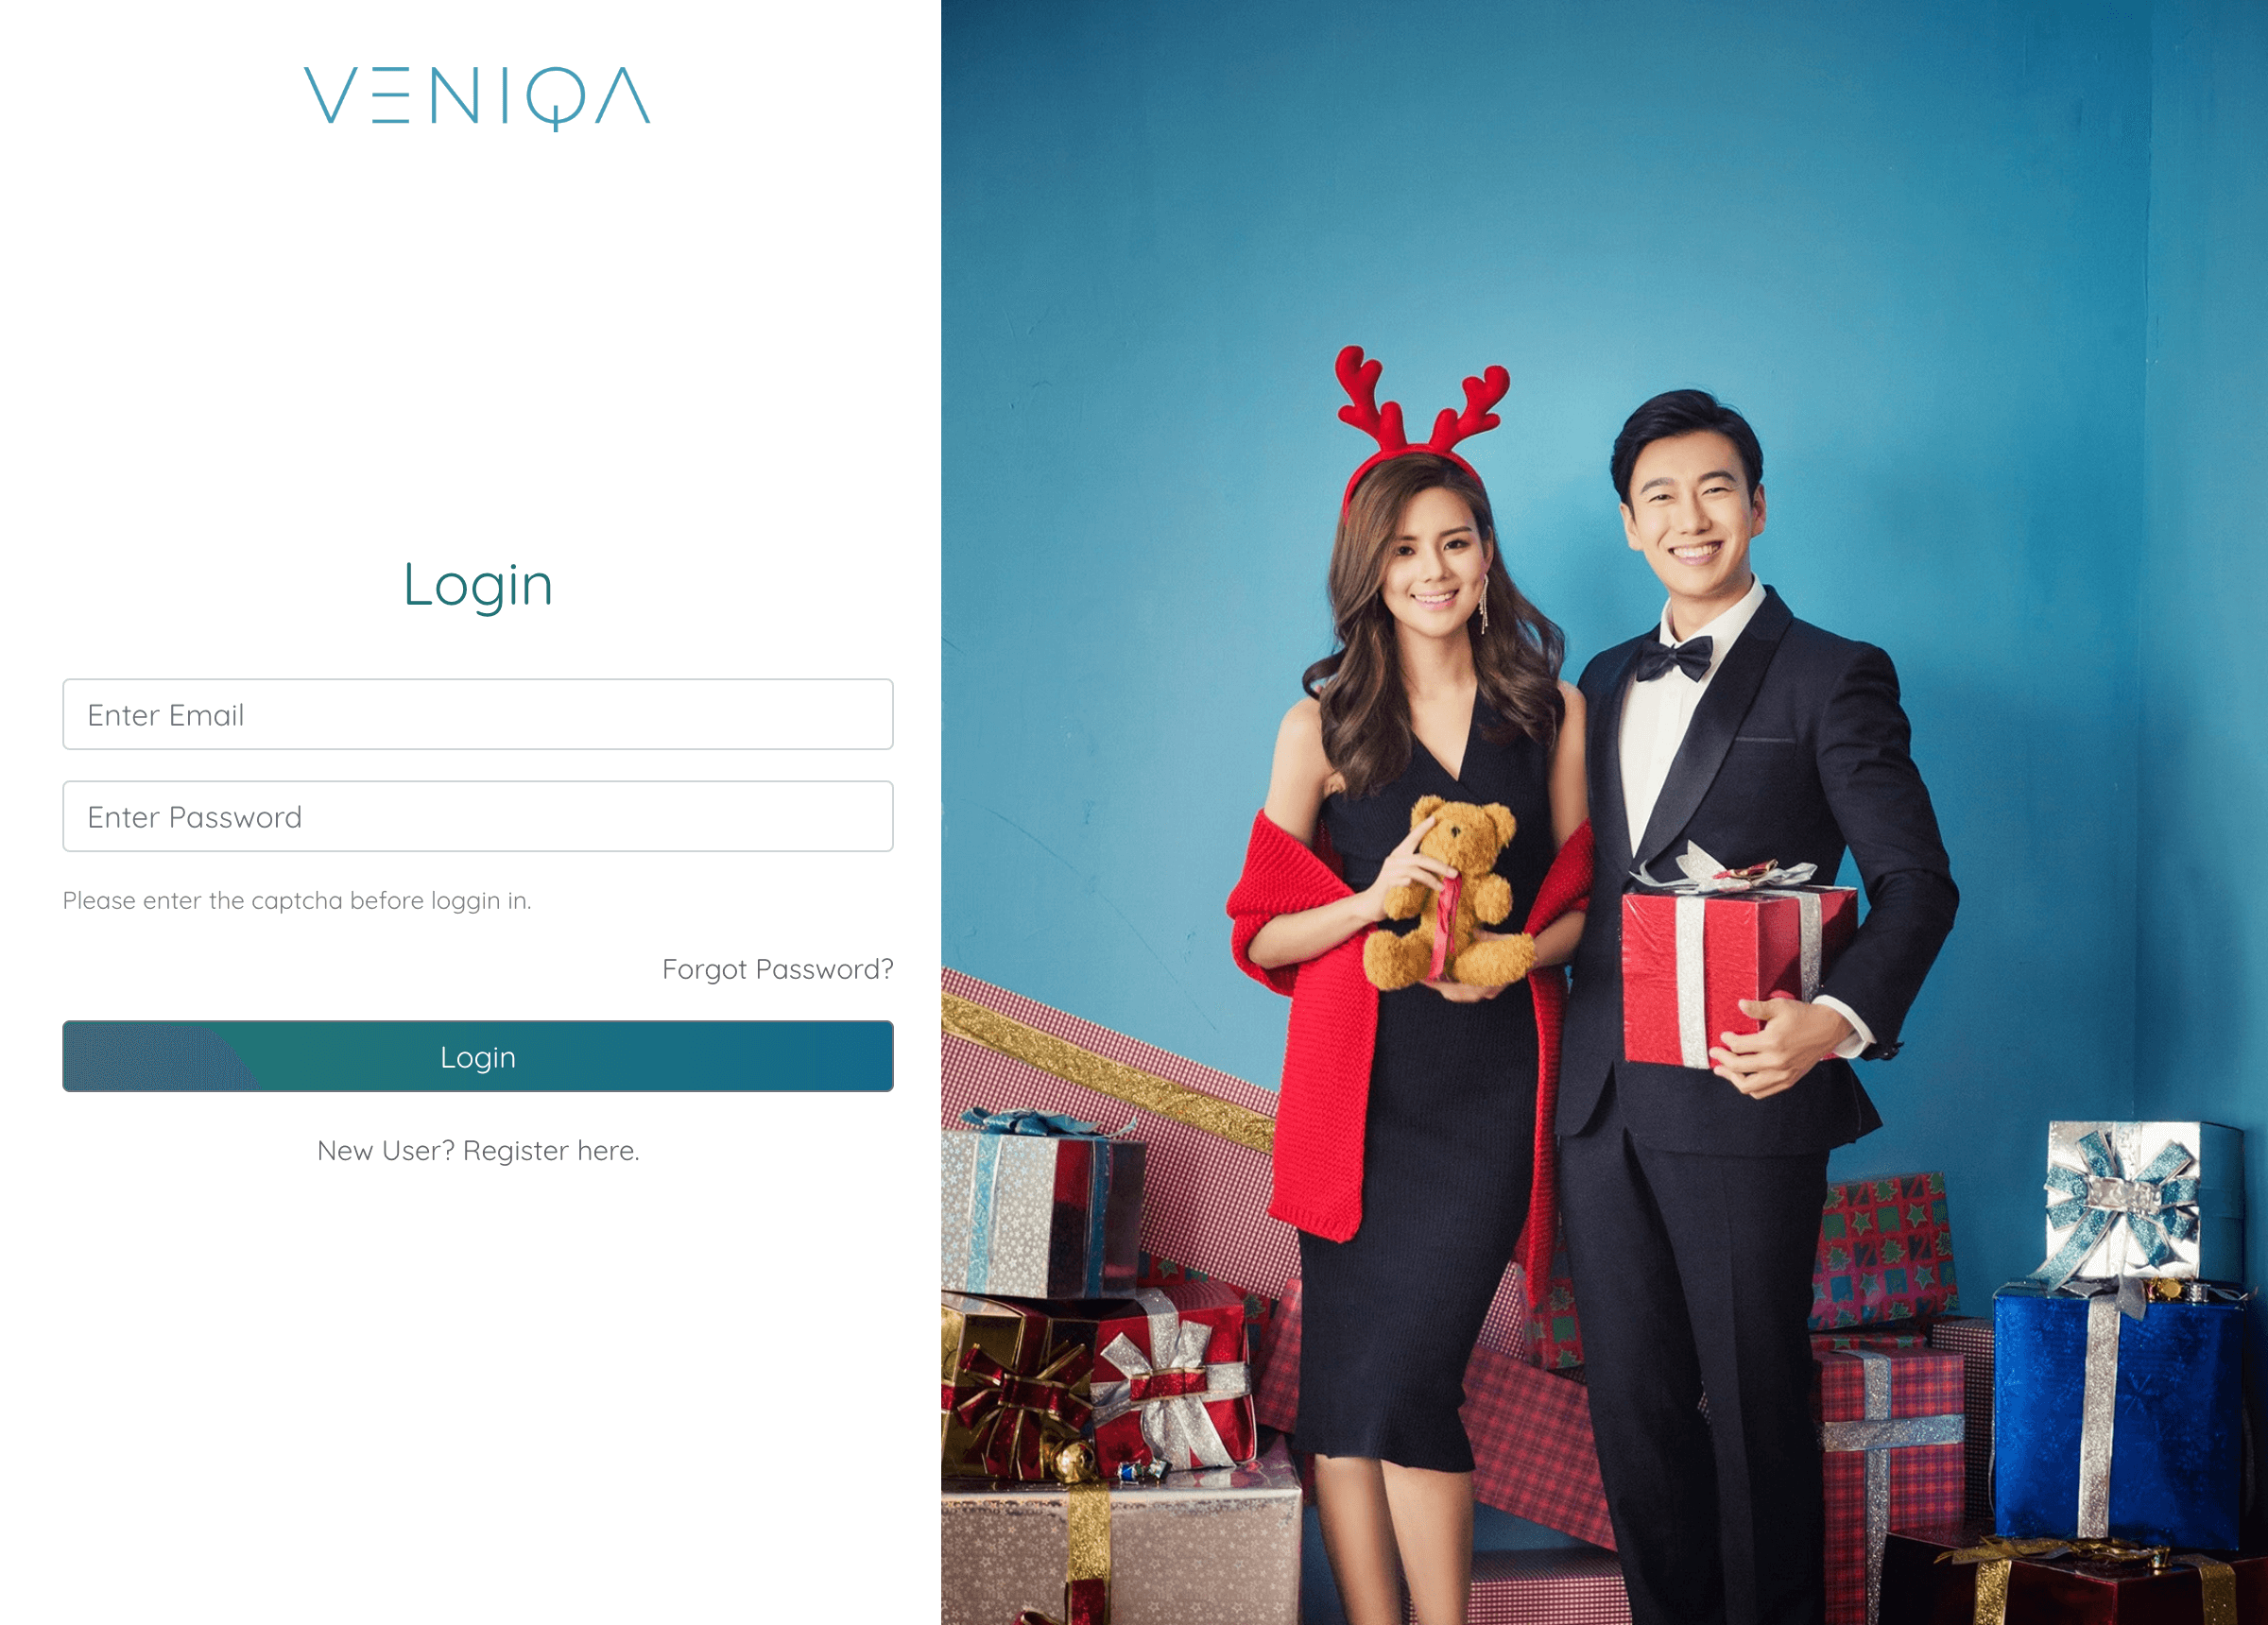 VENIQA
Login
Enter Email
Enter Password
Please enter the captcha before loggin in.
Forgot Password?
Login
New User? Register here.